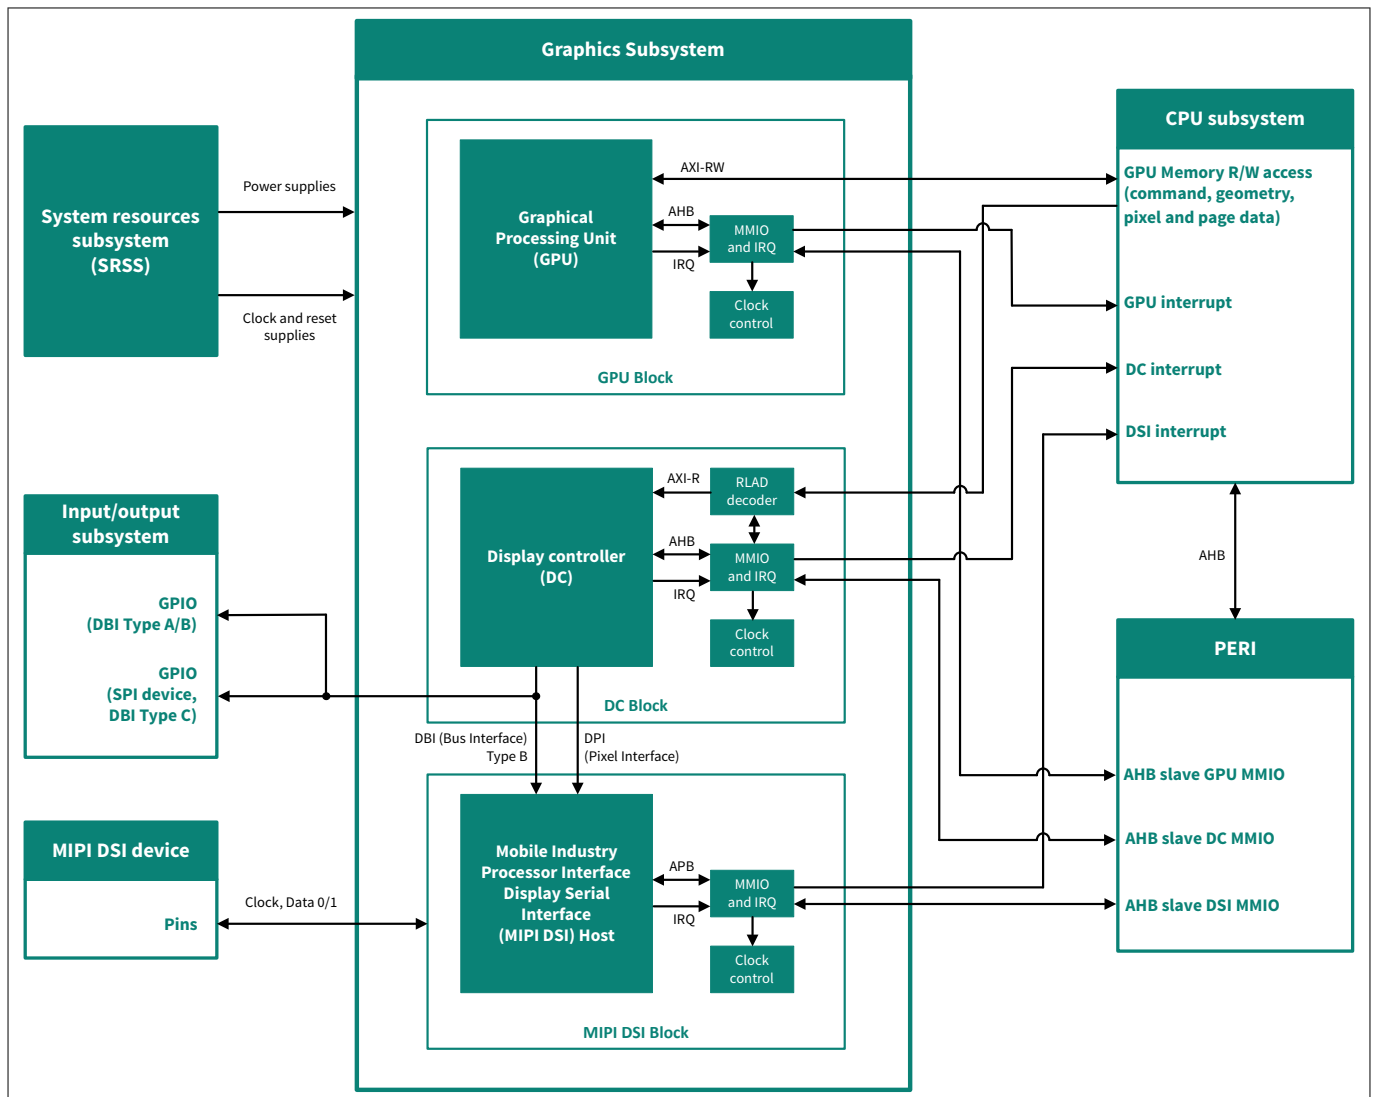 Graphics Subsystem
System resources
subsystem
(SRSS)
Power supplies
Clock and reset
supplies
Graphical
Processing Unit
(GPU)
AXI-RW
AHB
IRQ
MMIO
and IRQ
Clock
control
GPU Block
CPU subsystem
GPU Memory R/W access
(command, geometry,
pixel and page data)
GPU interrupt
DC interrupt
DSI interrupt
Input/output
subsystem
GPIO
(DBI Type A/B)
GPIO
(SPI device,
DBI Type C)
Display controller
(DC)
AXI-R
RLAD
decoder
AHB
IRQ
MMIO
and IRQ
Clock
control
DC Block
DBI (Bus Interface)
Type B
DPI
(Pixel Interface)
AHB
PERI
AHB slave GPU MMIO
AHB slave DC MMIO
AHB slave DSI MMIO
MIPI DSI device
Pins
Clock, Data 0/1
Mobile Industry
Processor Interface
Display Serial
Interface
(MIPI DSI) Host
APB
IRQ
MMIO
and IRQ
Clock
control
MIPI DSI Block